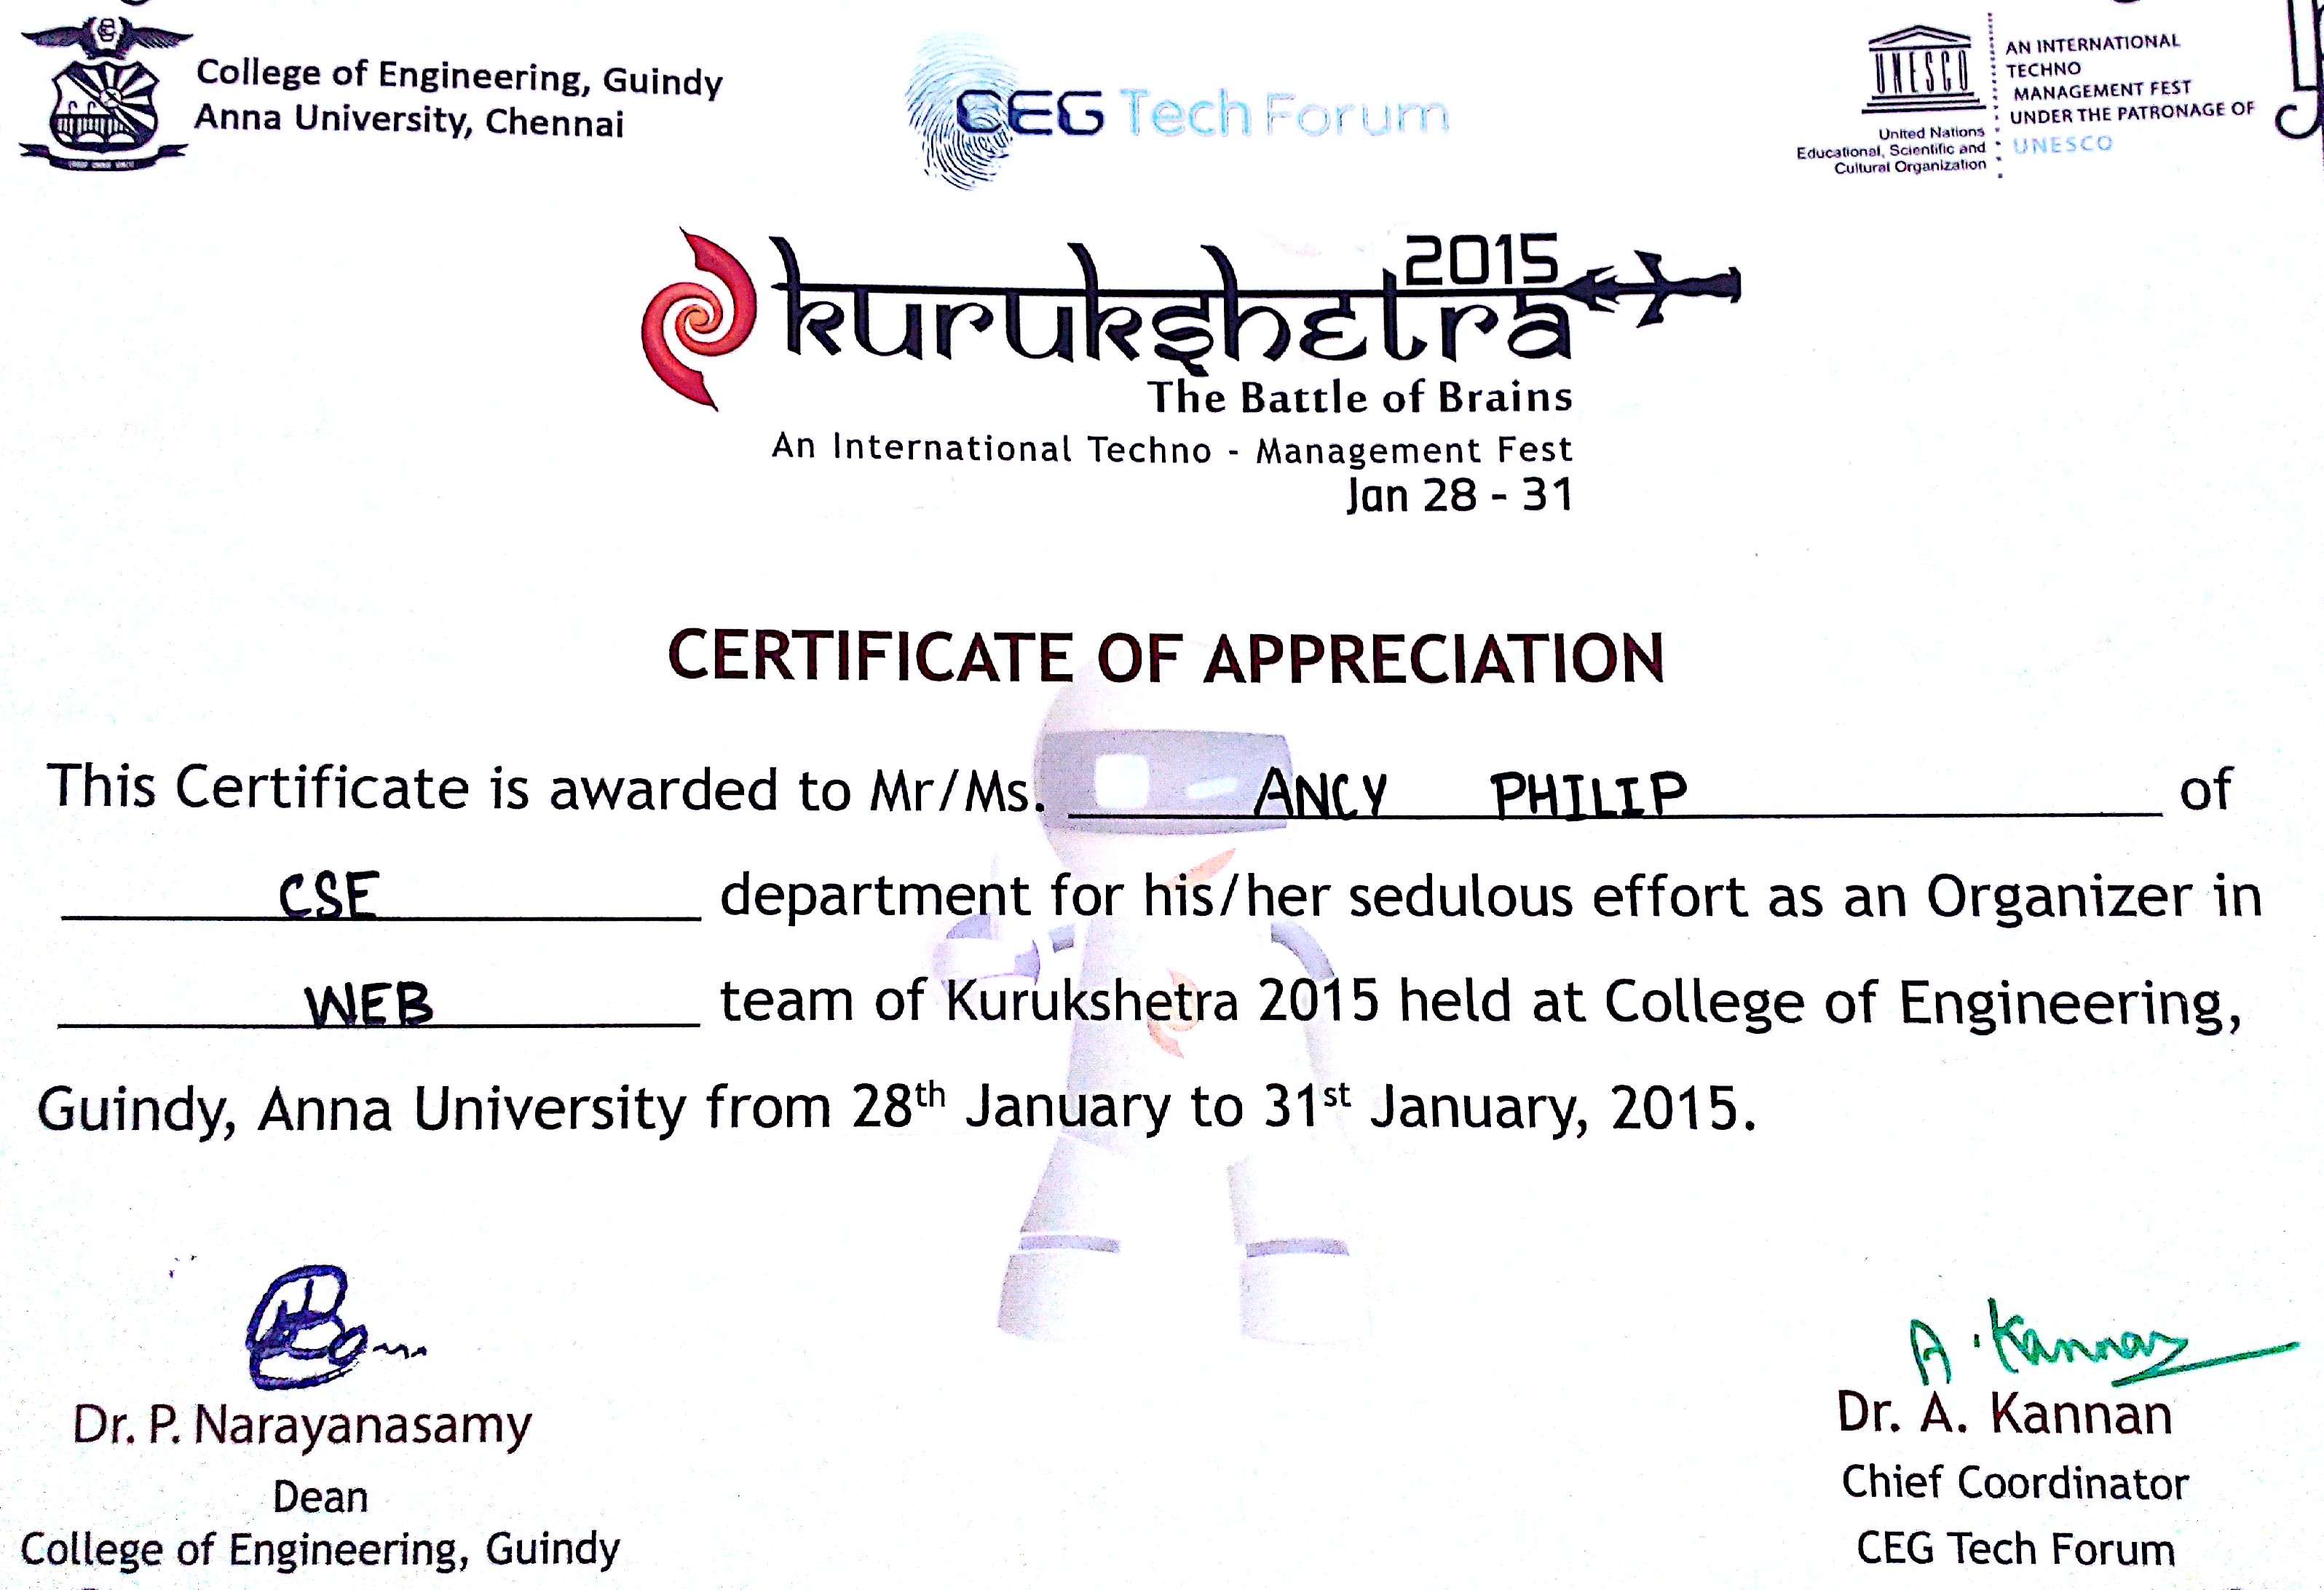 College of Engineering, Guindy
Anna University, Chennai
CEG Tech Forum
UNESCO
United Nations
Educational, Scientific and
Cultural Organization
AN INTERNATIONAL
TECHNO
MANAGEMENT FEST
UNDER THE PATRONAGE OF
UNESCO
2015
kurukshetra
The Battle of Brains
An International Techno - Management Fest
Jan 28 - 31
CERTIFICATE OF APPRECIATION
This Certificate is awarded to Mr/Ms. ANCY PHILIP of
CSE department for his/her sedulous effort as an Organizer in
WEB team of Kurukshetra 2015 held at College of Engineering,
Guindy, Anna University from 28th January to 31st January, 2015.
A. Kannan
Dr. P. Narayanasamy
Dean
College of Engineering, Guindy
Dr. A. Kannan
Chief Coordinator
CEG Tech Forum